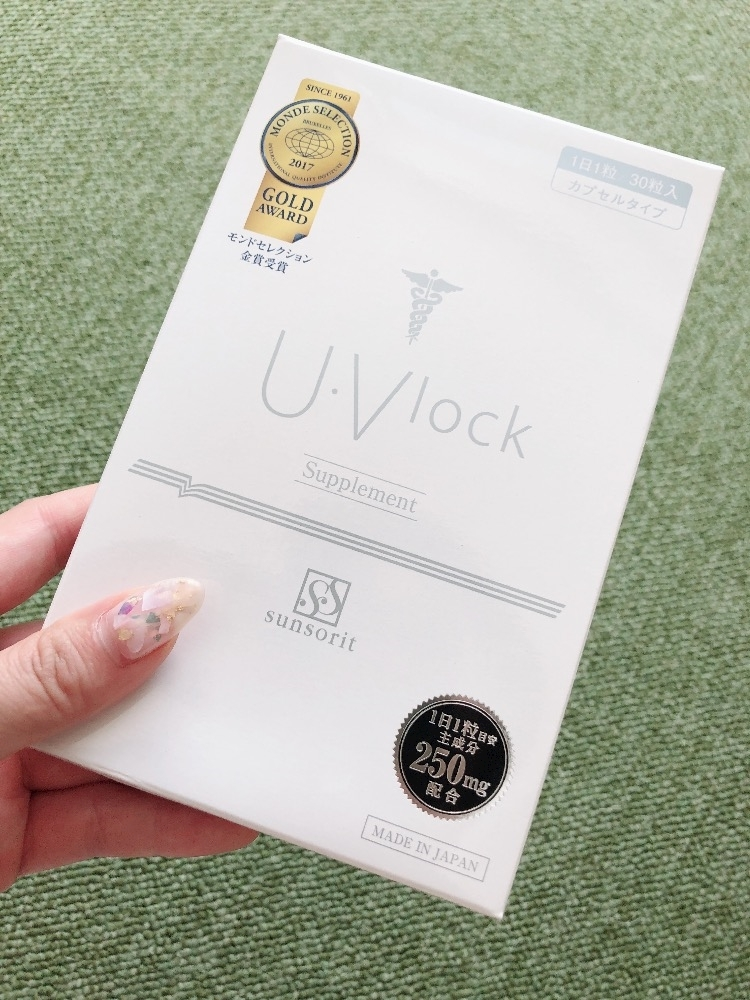 SINCE 1961
MONDE SELECTION
BRUXELLES
2017
INTERNATIONAL QUALITY INSTITUTE
GOLD
AWARD
モンドセレクション
金賞受賞
1日1粒 30粒入
カプセルタイプ
U·Vlock
Supplement
SS
sunsorit
1日1粒目安
主成分
250mg
配合
MADE IN JAPAN